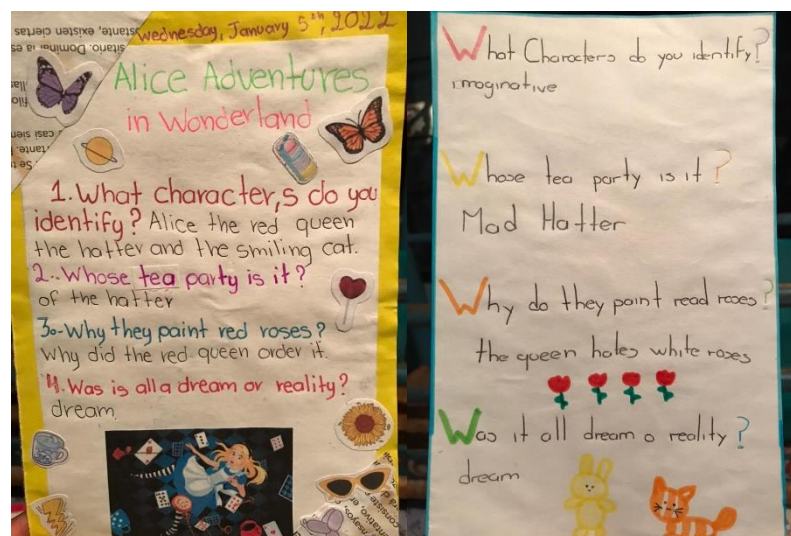 Wednesday, January 5th, 2022
Alice Adventures
in Wonderland
1. What character,s do you
identify? Alice the red queen
the hatter and the smiling cat.
2.-Whose tea party is it?
of the hatter
3.-Why they paint red roses?
Why did the red queen order it.
4. Was is all a dream or reality?
dream.
What Characters do you identify?
imaginative
Whose tea party is it?
Mad Hatter
Why do they paint read roses?
the queen hates white roses
Was it all dream o reality?
dream